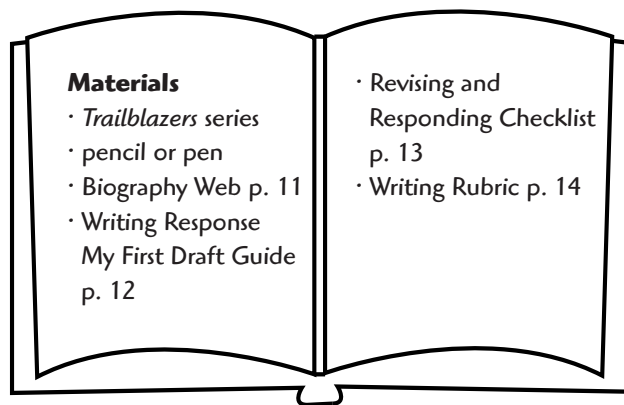 Materials
· Trailblazers series
· pencil or pen
· Biography Web p. 11
· Writing Response
My First Draft Guide
p. 12
· Revising and
Responding Checklist
p. 13
· Writing Rubric p. 14